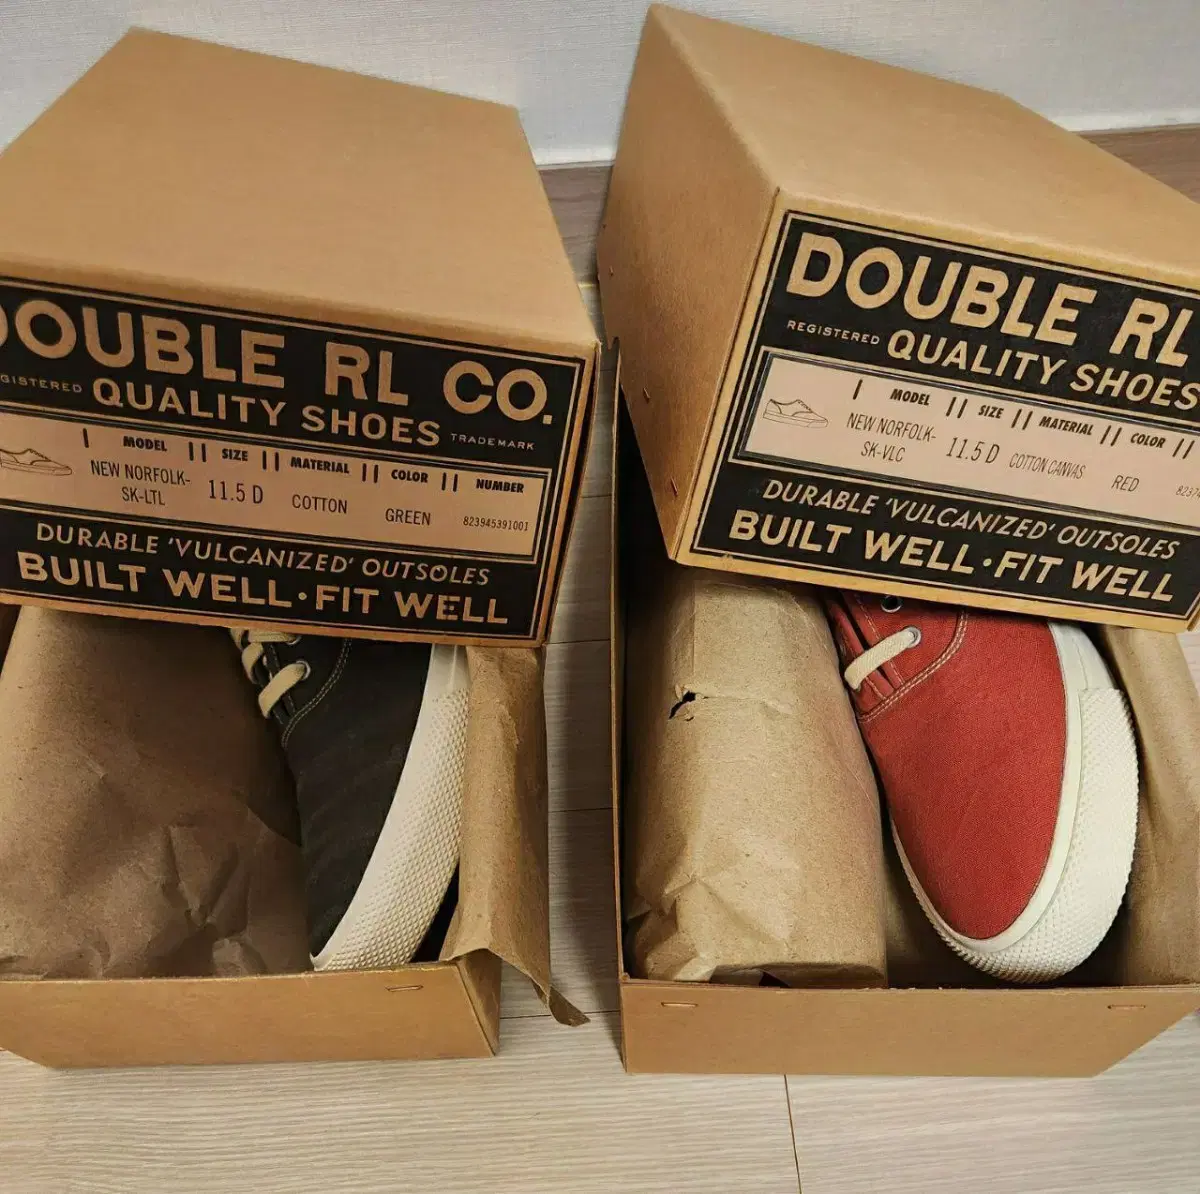 DOUBLE RL CO.
REGISTERED QUALITY SHOES TRADEMARK
MODEL SIZE MATERIAL COLOR NUMBER
NEW NORFOLK-
SK-LTL 11.5 D COTTON GREEN 823945391001
DURABLE 'VULCANIZED' OUTSOLES
BUILT WELL·FIT WELL
DOUBLE RL
REGISTERED QUALITY SHOES
MODEL SIZE MATERIAL COLOR
NEW NORFOLK-
SK-VLC 11.5 D COTTON CANVAS RED
DURABLE 'VULCANIZED' OUTSOLES
BUILT WELL·FIT WELL